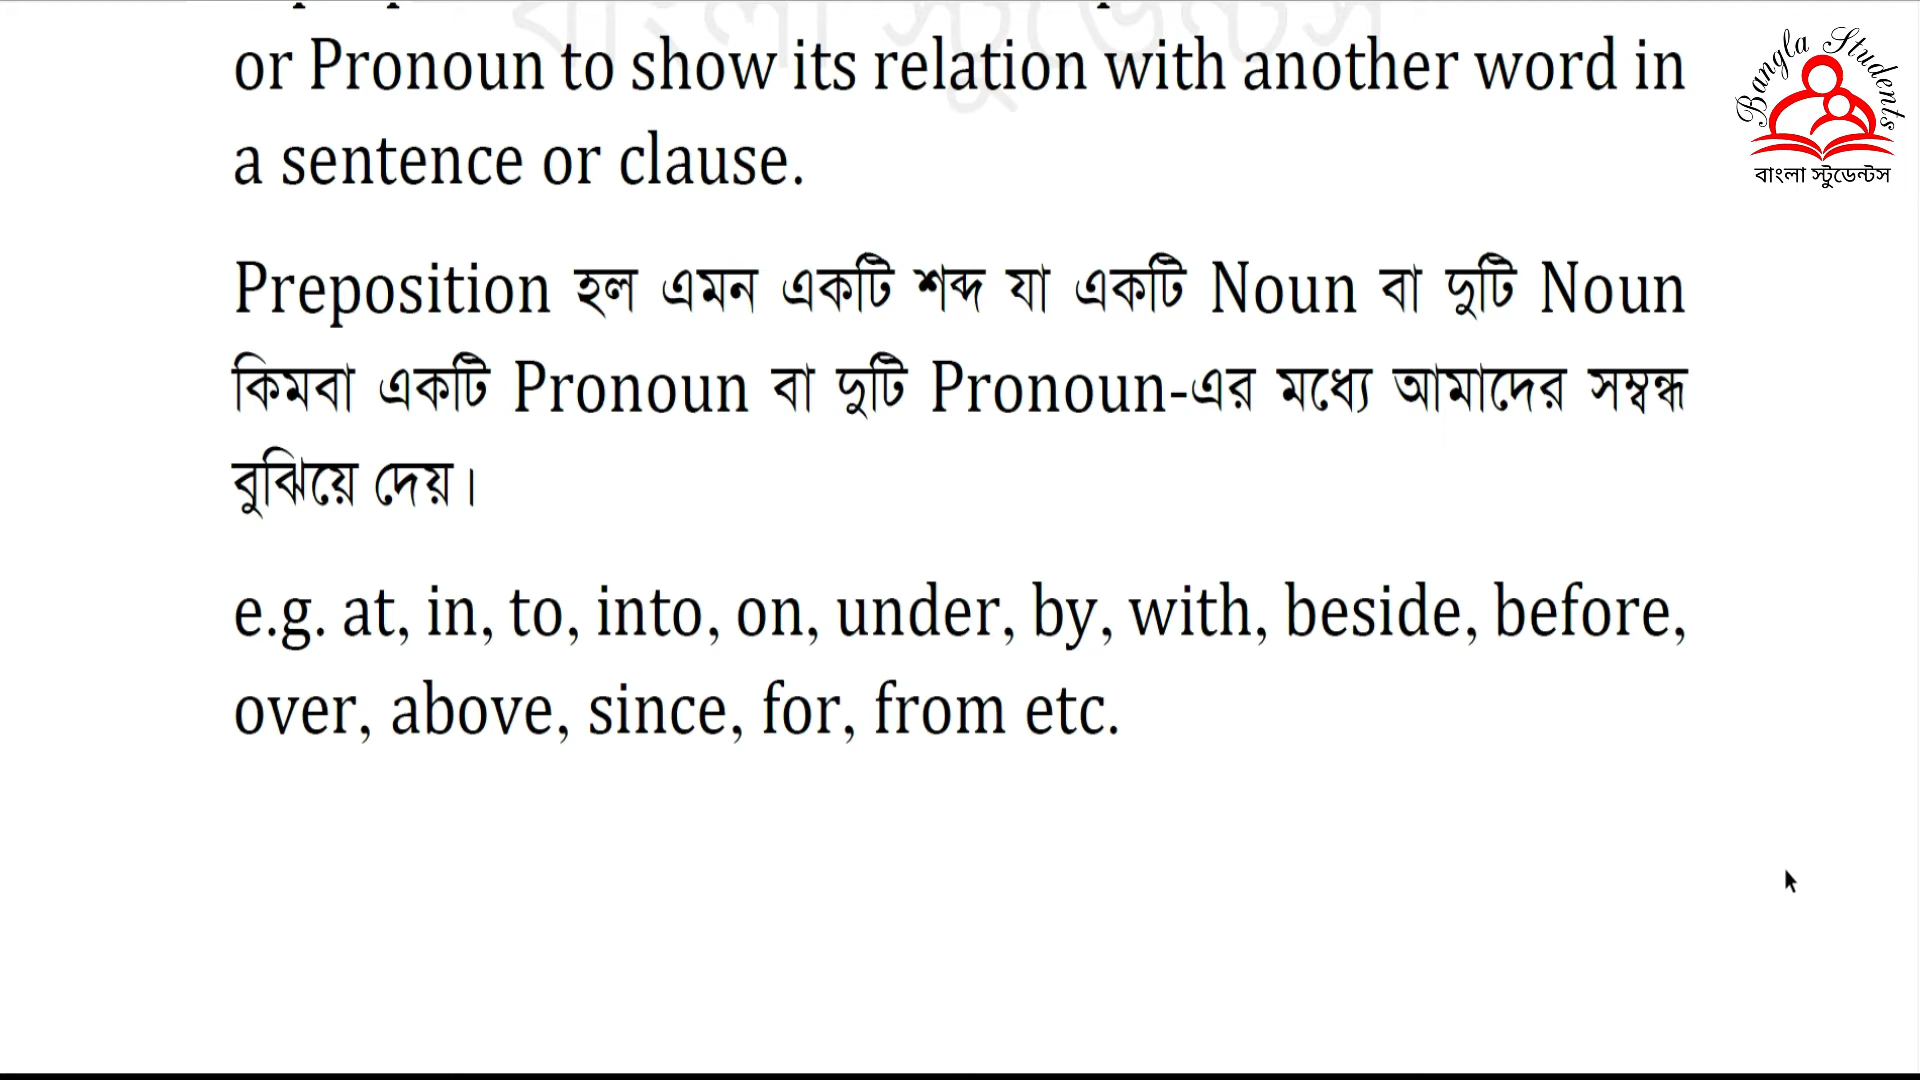 or Pronoun to show its relation with another word in
a sentence or clause.
Preposition হল এমন একটি শব্দ যা একটি Noun বা দুটি Noun
কিমবা একটি Pronoun বা দুটি Pronoun-এর মধ্যে আমাদের সম্বন্ধ
বুঝিয়ে দেয়।
e.g. at, in, to, into, on, under, by, with, beside, before,
over, above, since, for, from etc.
Bangla Students
বাংলা স্টুডেন্টস
বাংলা স্টুডেন্টস